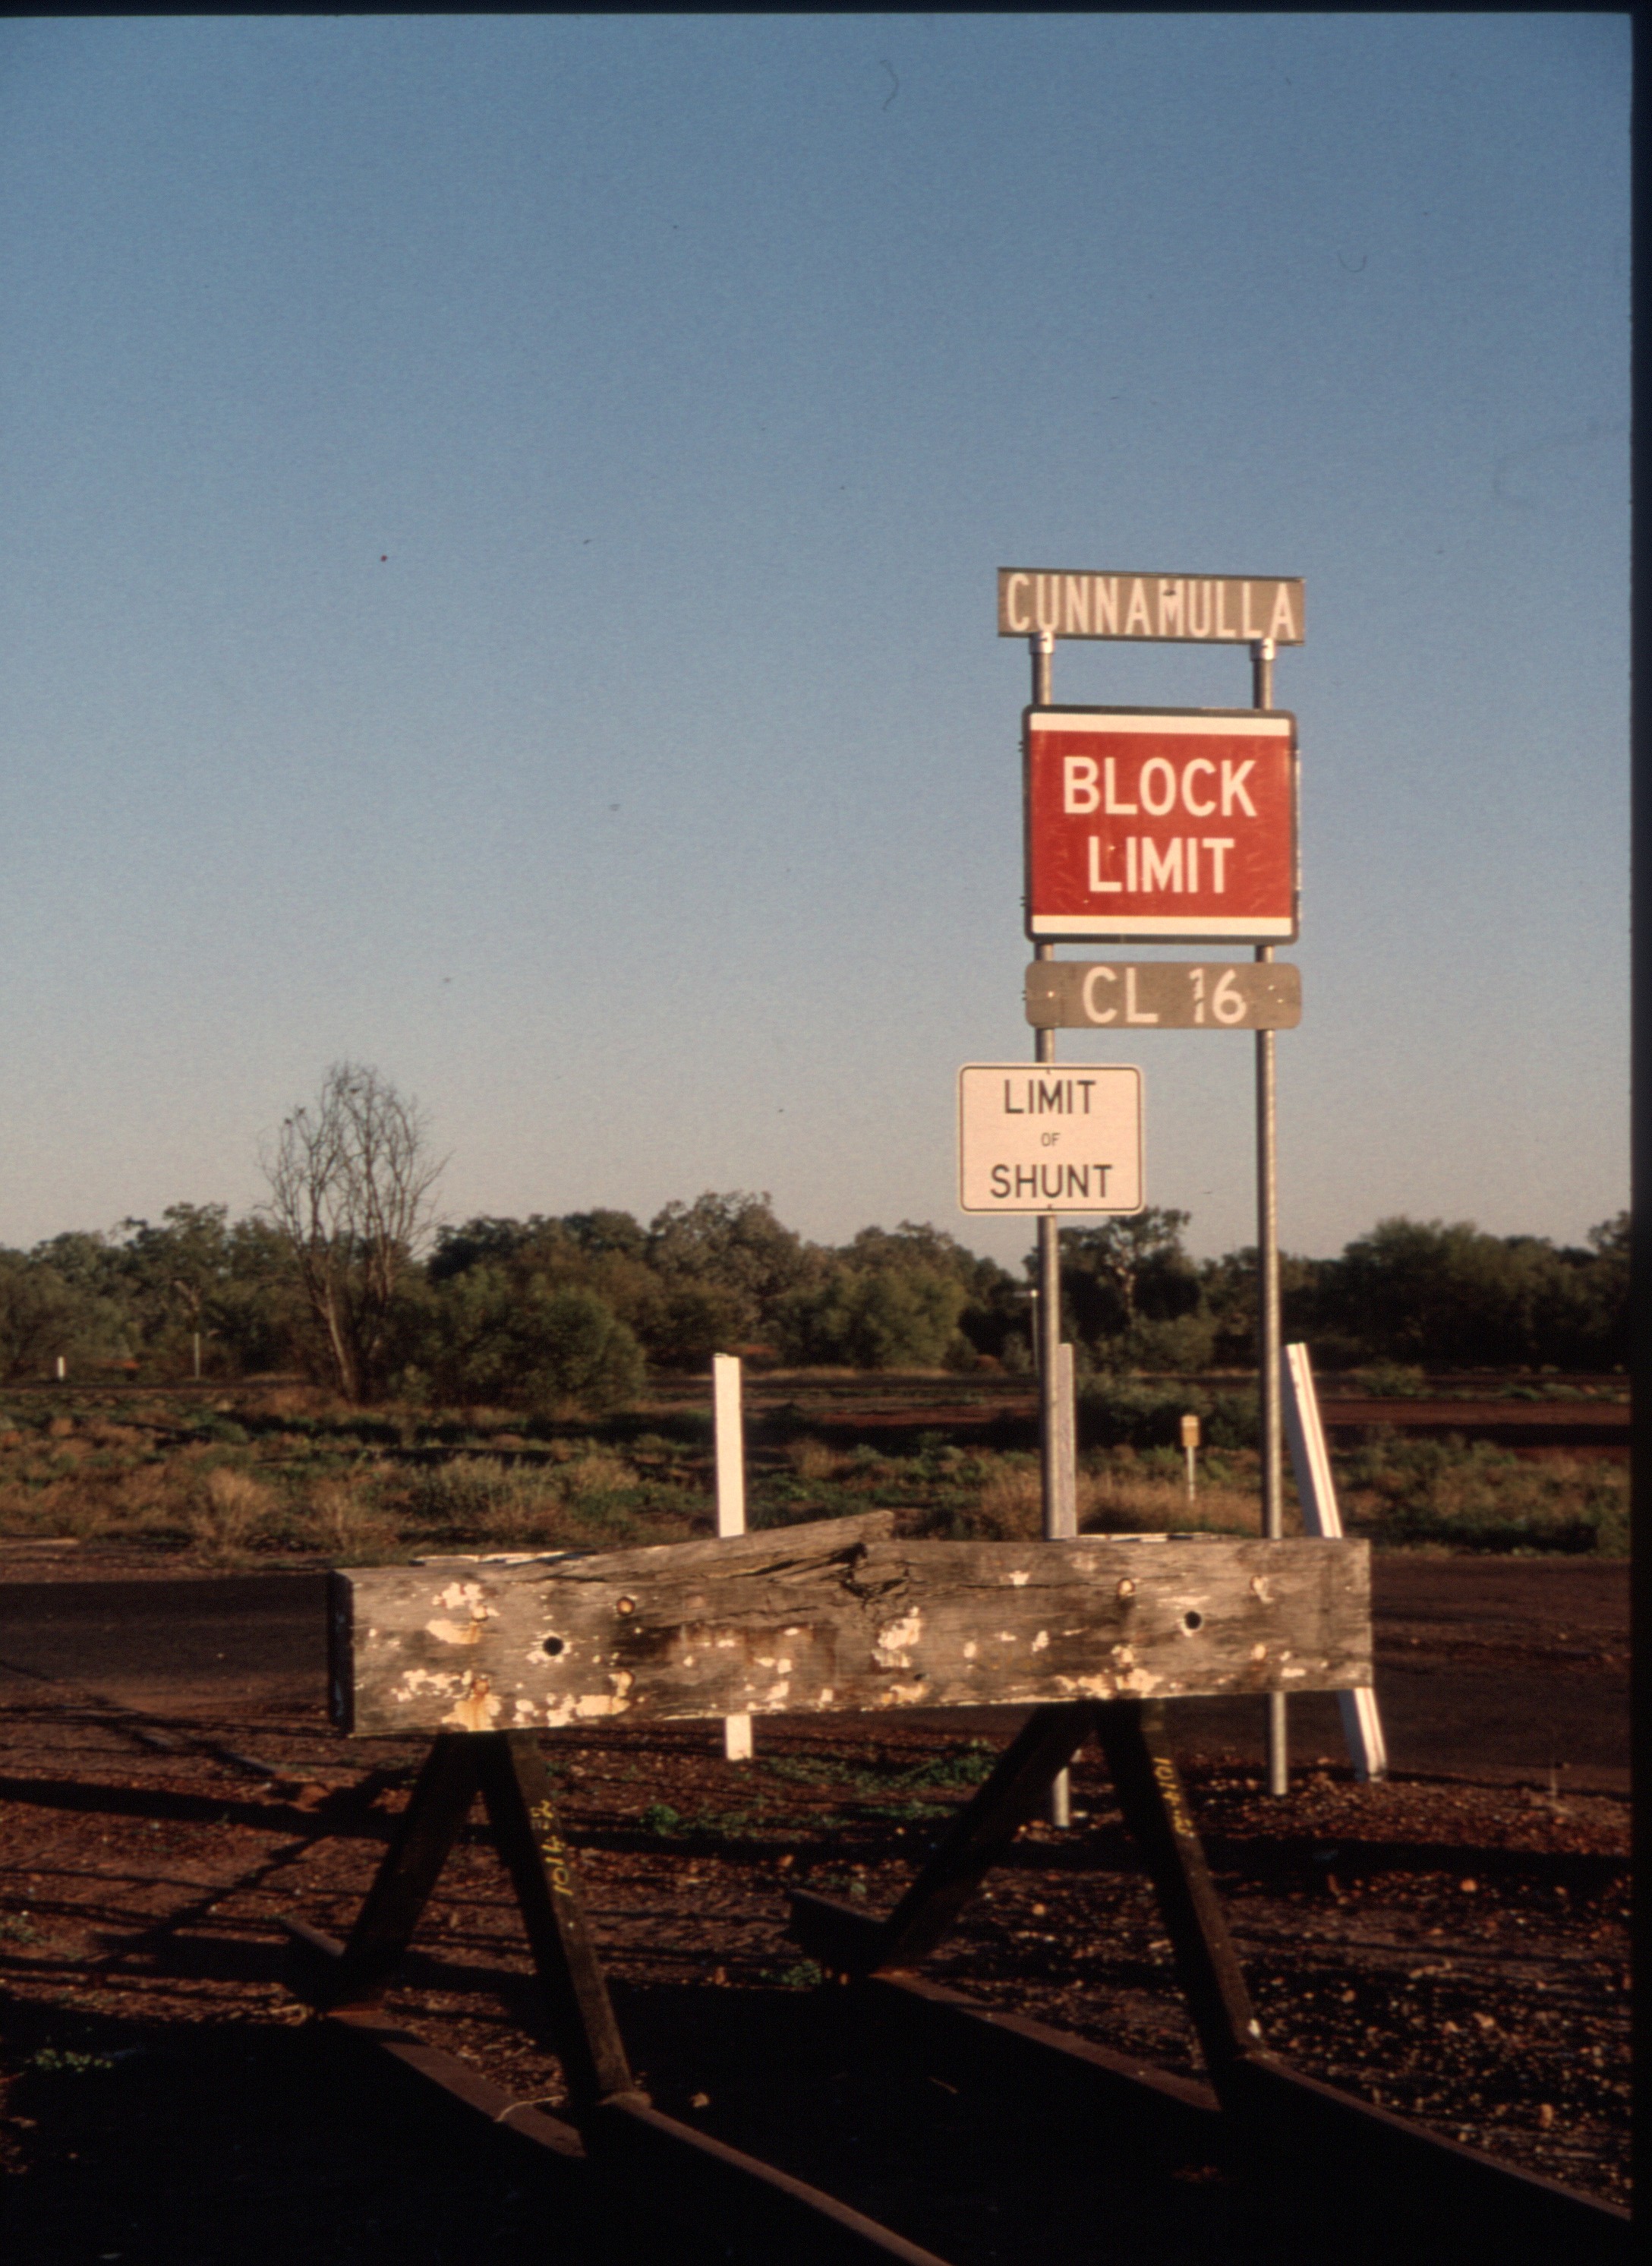 CUNNAMULLA
BLOCK
LIMIT
CL 16
LIMIT
OF
SHUNT